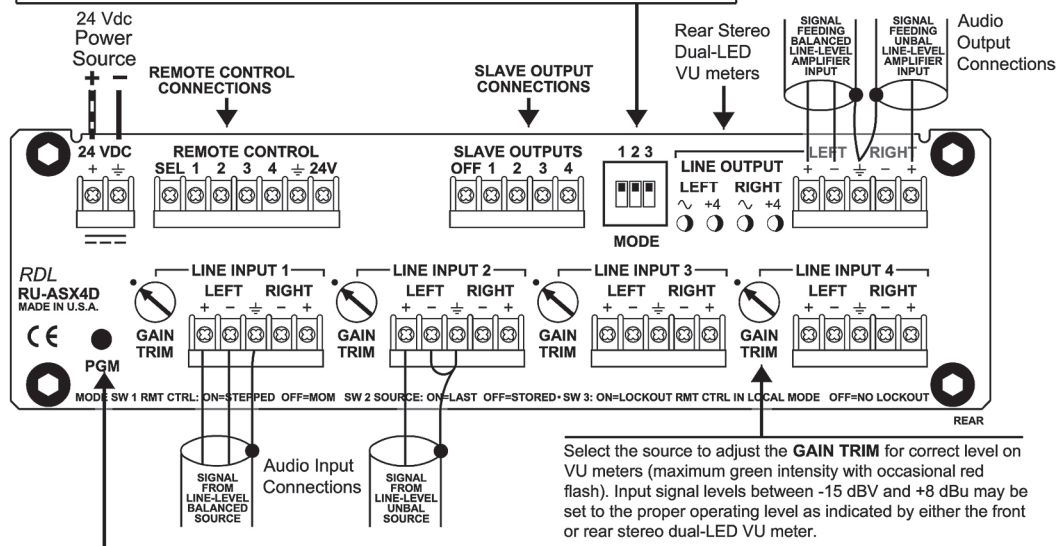 24 Vdc
Power
Source
+ −
REMOTE CONTROL
CONNECTIONS
SLAVE OUTPUT
CONNECTIONS
Rear Stereo
Dual-LED
VU meters
SIGNAL
FEEDING
BALANCED
LINE-LEVEL
AMPLIFIER
INPUT
SIGNAL
FEEDING
UNBAL
LINE-LEVEL
AMPLIFIER
INPUT
Audio
Output
Connections
24 VDC
+ ⏚
REMOTE CONTROL
SEL 1 2 3 4 ⏚ 24V
SLAVE OUTPUTS
OFF 1 2 3 4
1 2 3
MODE
LINE OUTPUT
LEFT RIGHT
∿ +4 ∿ +4
LEFT RIGHT
+ − ⏚ − +
RDL
RU-ASX4D
MADE IN U.S.A.
CE
PGM
LINE INPUT 1
LEFT RIGHT
+ − ⏚ − +
GAIN
TRIM
LINE INPUT 2
LEFT RIGHT
+ − ⏚ − +
GAIN
TRIM
LINE INPUT 3
LEFT RIGHT
+ − ⏚ − +
GAIN
TRIM
LINE INPUT 4
LEFT RIGHT
+ − ⏚ − +
GAIN
TRIM
MODE SW 1 RMT CTRL: ON=STEPPED OFF=MOM SW 2 SOURCE: ON=LAST OFF=STORED• SW 3: ON=LOCKOUT RMT CTRL IN LOCAL MODE OFF=NO LOCKOUT
REAR
SIGNAL
FROM
LINE-LEVEL
BALANCED
SOURCE
Audio Input
Connections
SIGNAL
FROM
LINE-LEVEL
UNBAL
SOURCE
Select the source to adjust the GAIN TRIM for correct level on
VU meters (maximum green intensity with occasional red
flash). Input signal levels between -15 dBV and +8 dBu may be
set to the proper operating level as indicated by either the front
or rear stereo dual-LED VU meter.